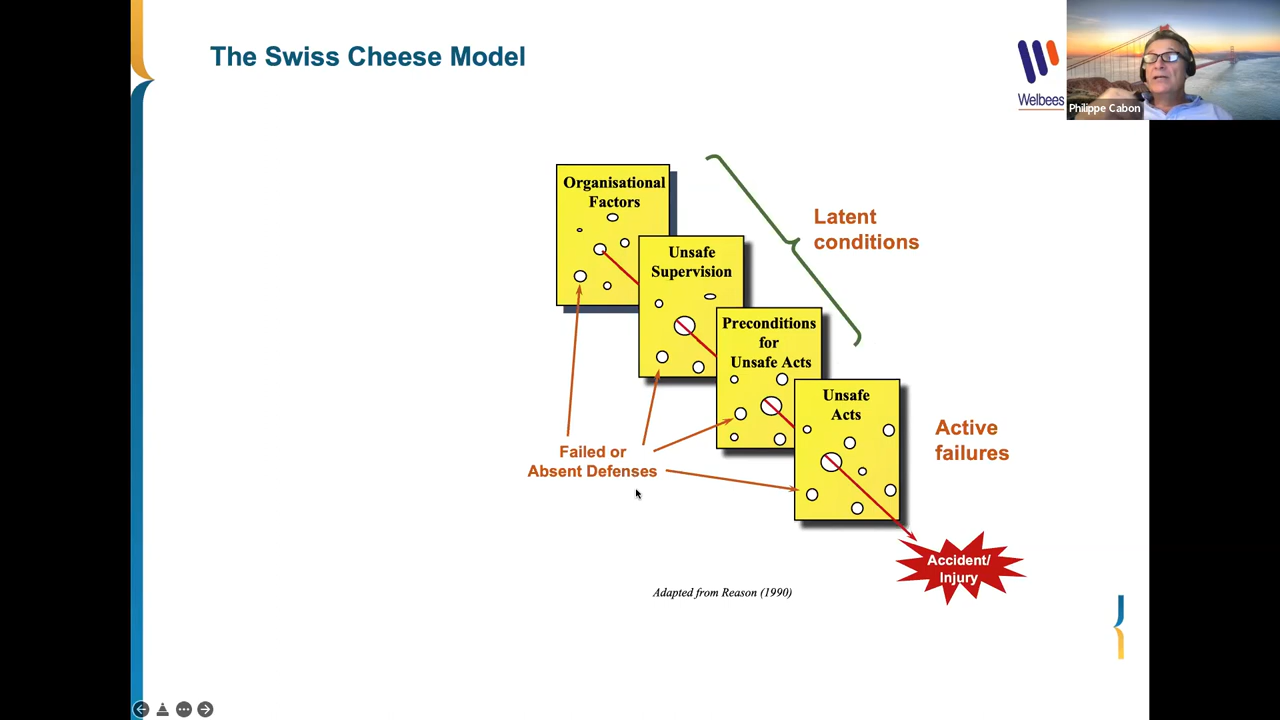 The Swiss Cheese Model
Welbees
Philippe Cabon
Organisational
Factors
Unsafe
Supervision
Preconditions
for
Unsafe Acts
Unsafe
Acts
Latent
conditions
Active
failures
Failed or
Absent Defenses
Accident/
Injury
Adapted from Reason (1990)